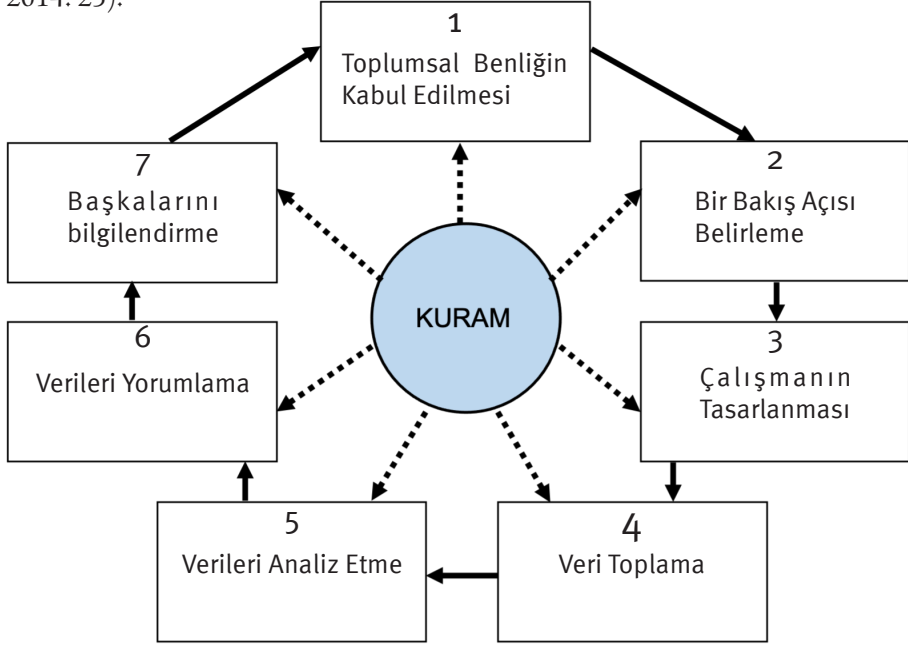 2014: 25).
1
Toplumsal Benliğin
Kabul Edilmesi
2
Bir Bakış Açısı
Belirleme
3
Çalışmanın
Tasarlanması
4
Veri Toplama
5
Verileri Analiz Etme
6
Verileri Yorumlama
7
Başkalarını
bilgilendirme
KURAM